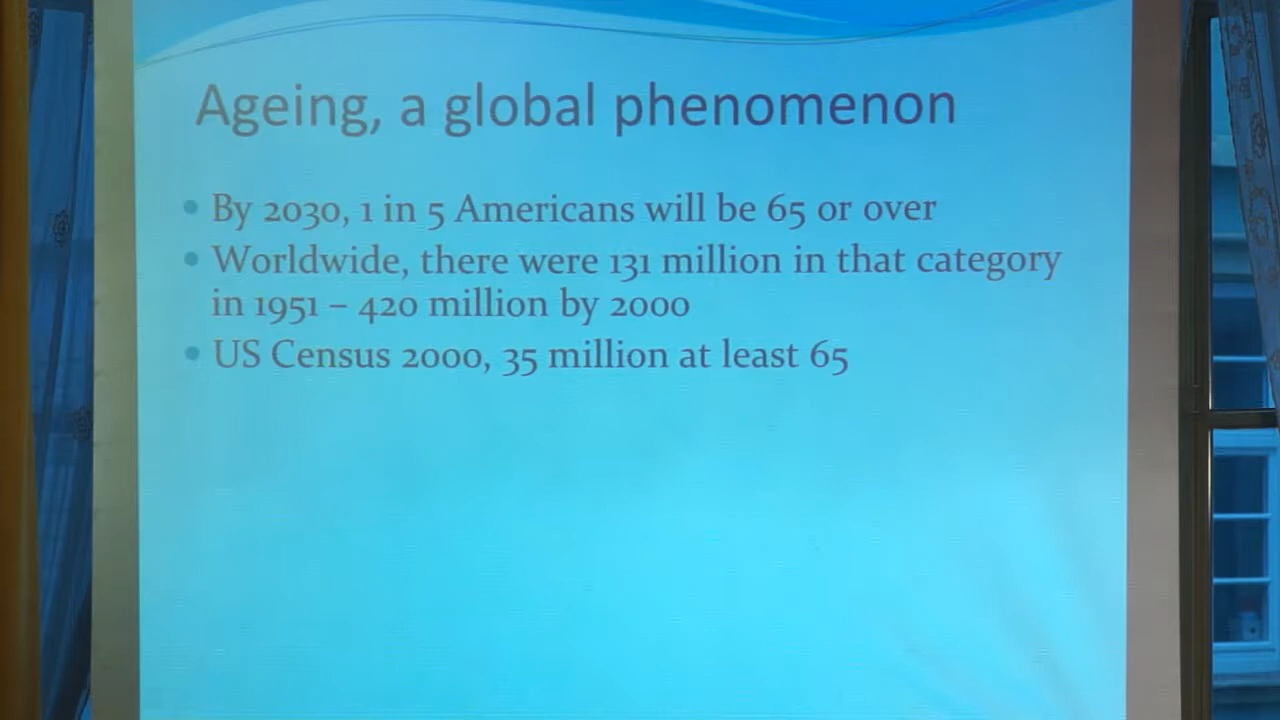 Ageing, a global phenomenon
• By 2030, 1 in 5 Americans will be 65 or over
• Worldwide, there were 131 million in that category
in 1951 – 420 million by 2000
• US Census 2000, 35 million at least 65